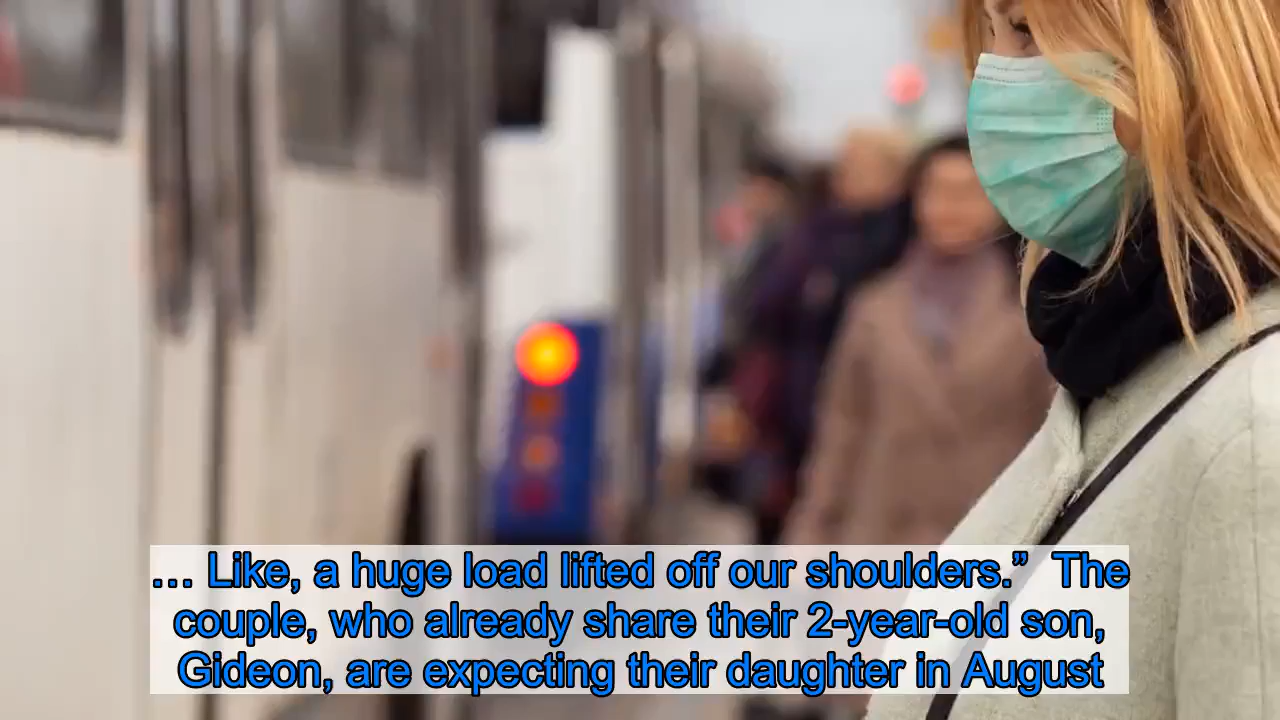 … Like, a huge load lifted off our shoulders.”  The
couple, who already share their 2-year-old son,
Gideon, are expecting their daughter in August